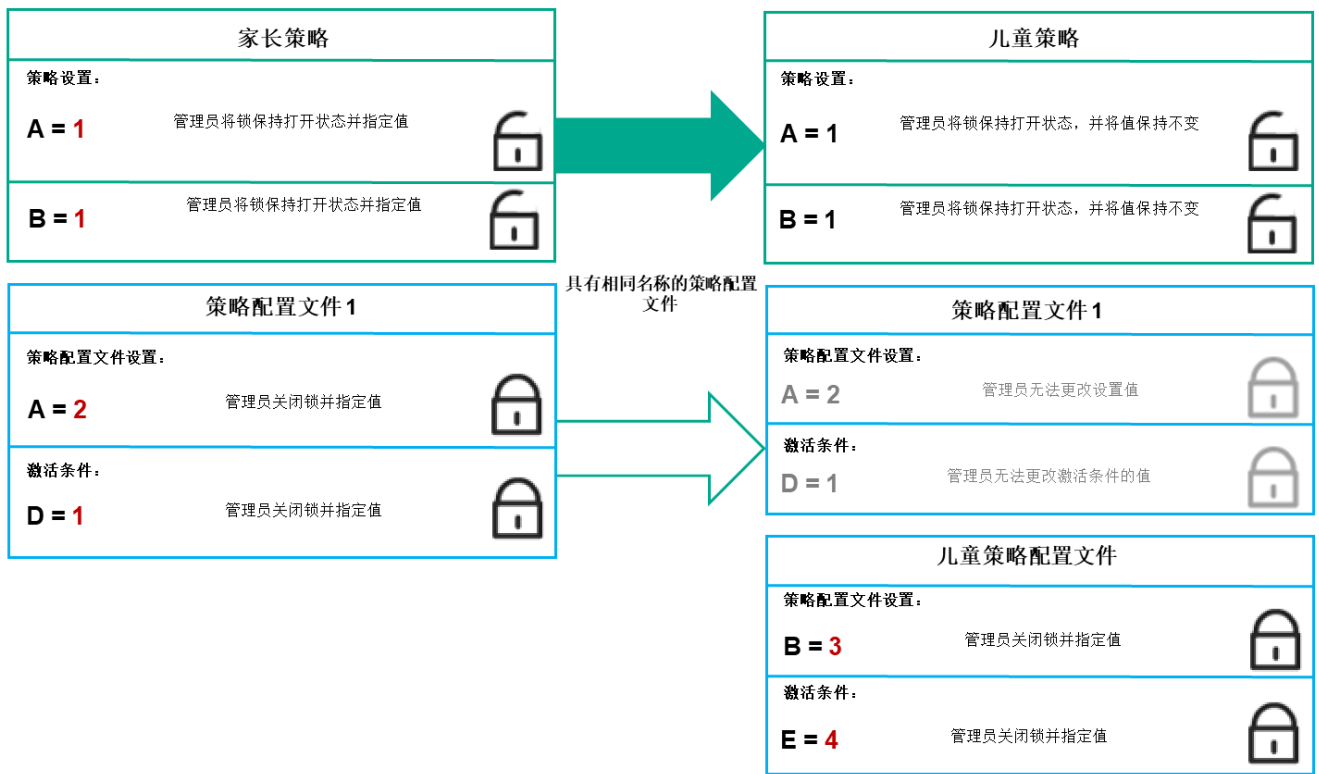 家长策略
策略设置：
A = 1
管理员将锁保持打开状态并指定值
B = 1
管理员将锁保持打开状态并指定值
儿童策略
策略设置：
A = 1
管理员将锁保持打开状态，并将值保持不变
B = 1
管理员将锁保持打开状态，并将值保持不变
具有相同名称的策略配置
文件
策略配置文件 1
策略配置文件设置：
A = 2
管理员关闭锁并指定值
激活条件：
D = 1
管理员关闭锁并指定值
策略配置文件 1
策略配置文件设置：
A = 2
管理员无法更改设置值
激活条件：
D = 1
管理员无法更改激活条件的值
儿童策略配置文件
策略配置文件设置：
B = 3
管理员关闭锁并指定值
激活条件：
E = 4
管理员关闭锁并指定值